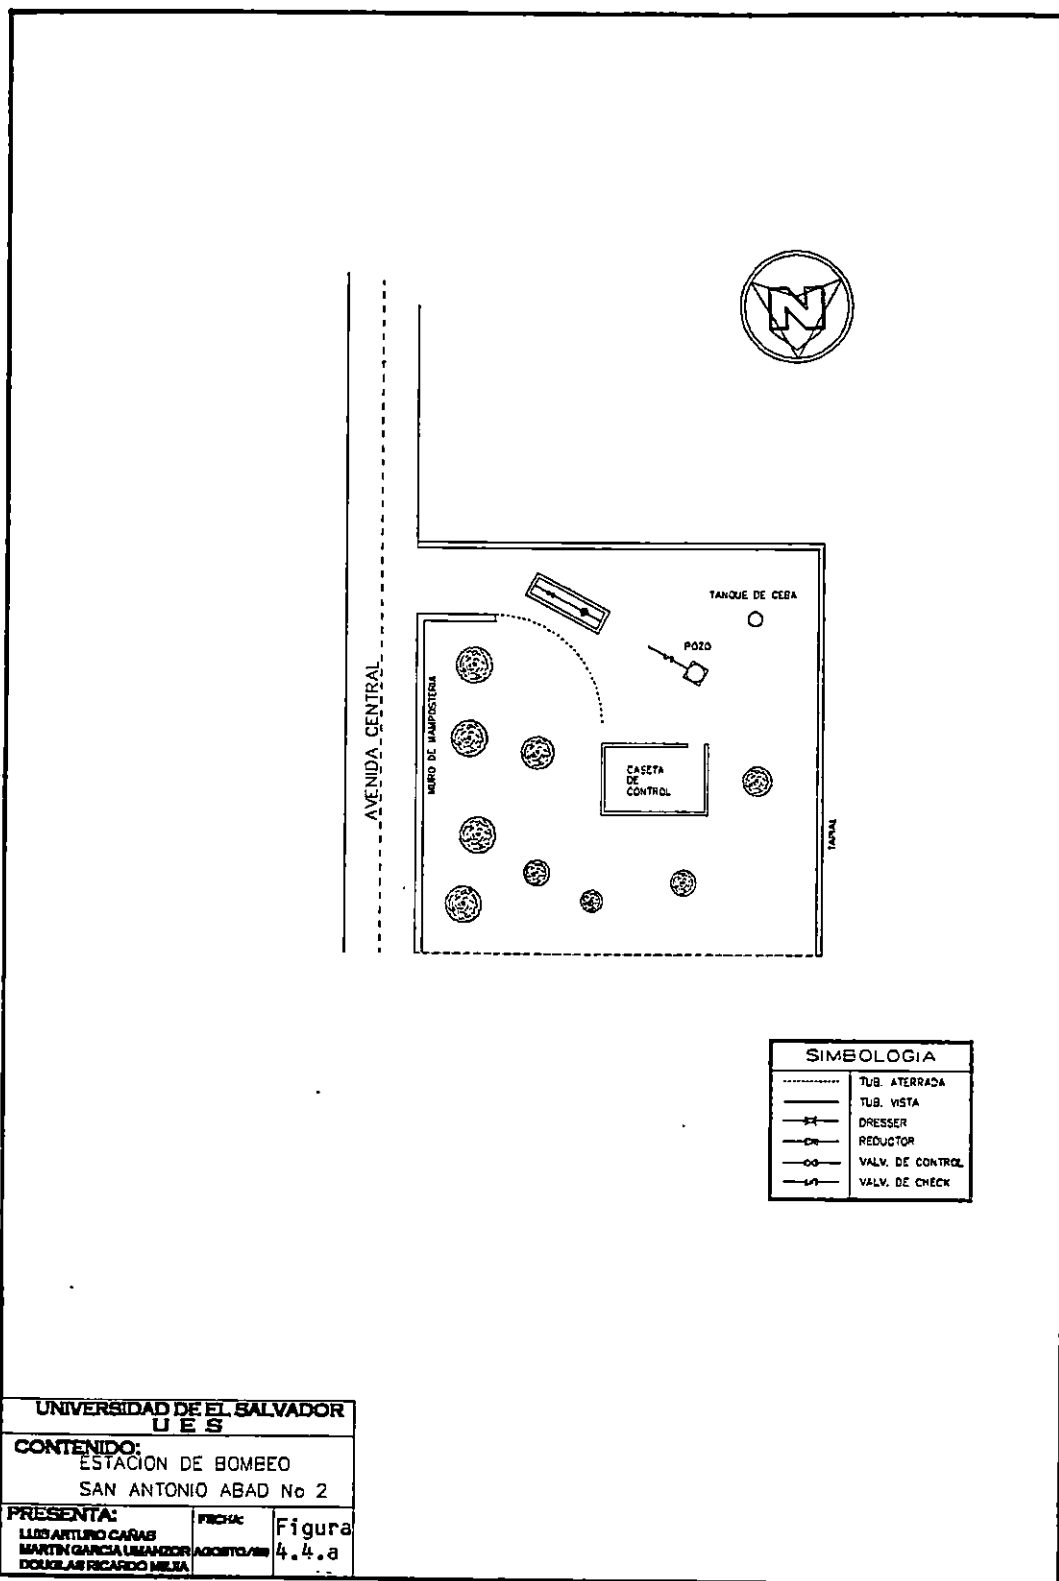 N
TANQUE DE CEBA
POZO
AVENIDA CENTRAL
MURO DE MAMPOSTERIA
CASETA
DE
CONTROL
TAPIAL
SIMBOLOGIA
TUB. ATERRADA
TUB. VISTA
DRESSER
REDUCTOR
VALV. DE CONTROL
VALV. DE CHECK
UNIVERSIDAD DE EL SALVADOR
U E S
CONTENIDO:
ESTACION DE BOMBEO
SAN ANTONIO ABAD No 2
PRESENTA:
LUIS ARTURO CAÑAS
MARTIN GARCIA UMANZOR
DOUGLAS RICARDO MEJIA
FECHA:
AGOSTO/
Figura
4.4.a